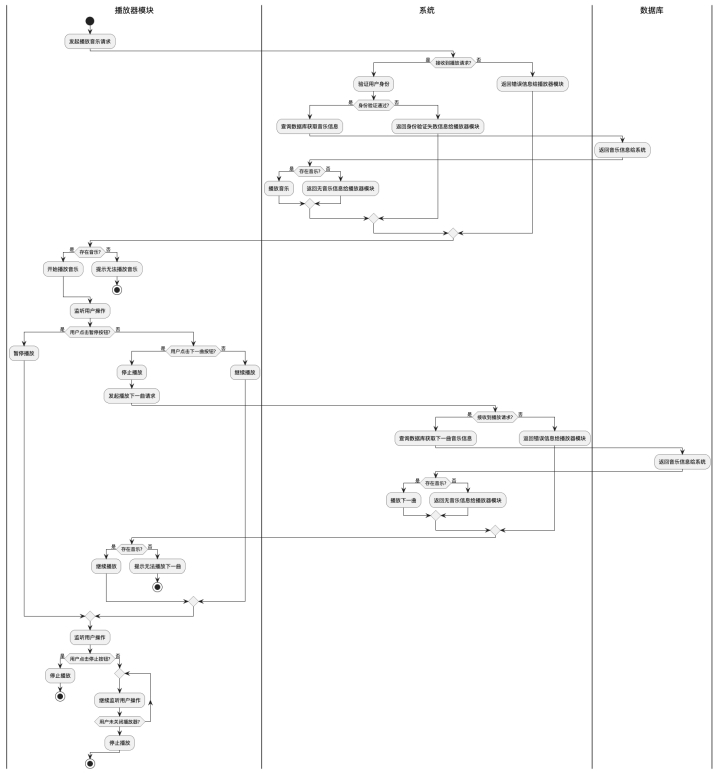 播放器模块
系统
数据库
发起播放音乐请求
是
接收到播放请求?
否
验证用户身份
返回错误信息给播放器模块
是
身份验证通过?
否
查询数据库获取音乐信息
返回身份验证失败信息给播放器模块
返回音乐信息给系统
是
存在音乐?
否
播放音乐
返回无音乐信息给播放器模块
是
存在音乐?
否
开始播放音乐
提示无法播放音乐
监听用户操作
是
用户点击暂停按钮?
否
暂停播放
是
用户点击下一曲按钮?
否
停止播放
继续播放
发起播放下一曲请求
是
接收到播放请求?
否
查询数据库获取下一曲音乐信息
返回错误信息给播放器模块
返回音乐信息给系统
是
存在音乐?
否
播放下一曲
返回无音乐信息给播放器模块
是
存在音乐?
否
继续播放
提示无法播放下一曲
监听用户操作
是
用户点击停止按钮?
否
停止播放
继续监听用户操作
用户未关闭播放器?
停止播放